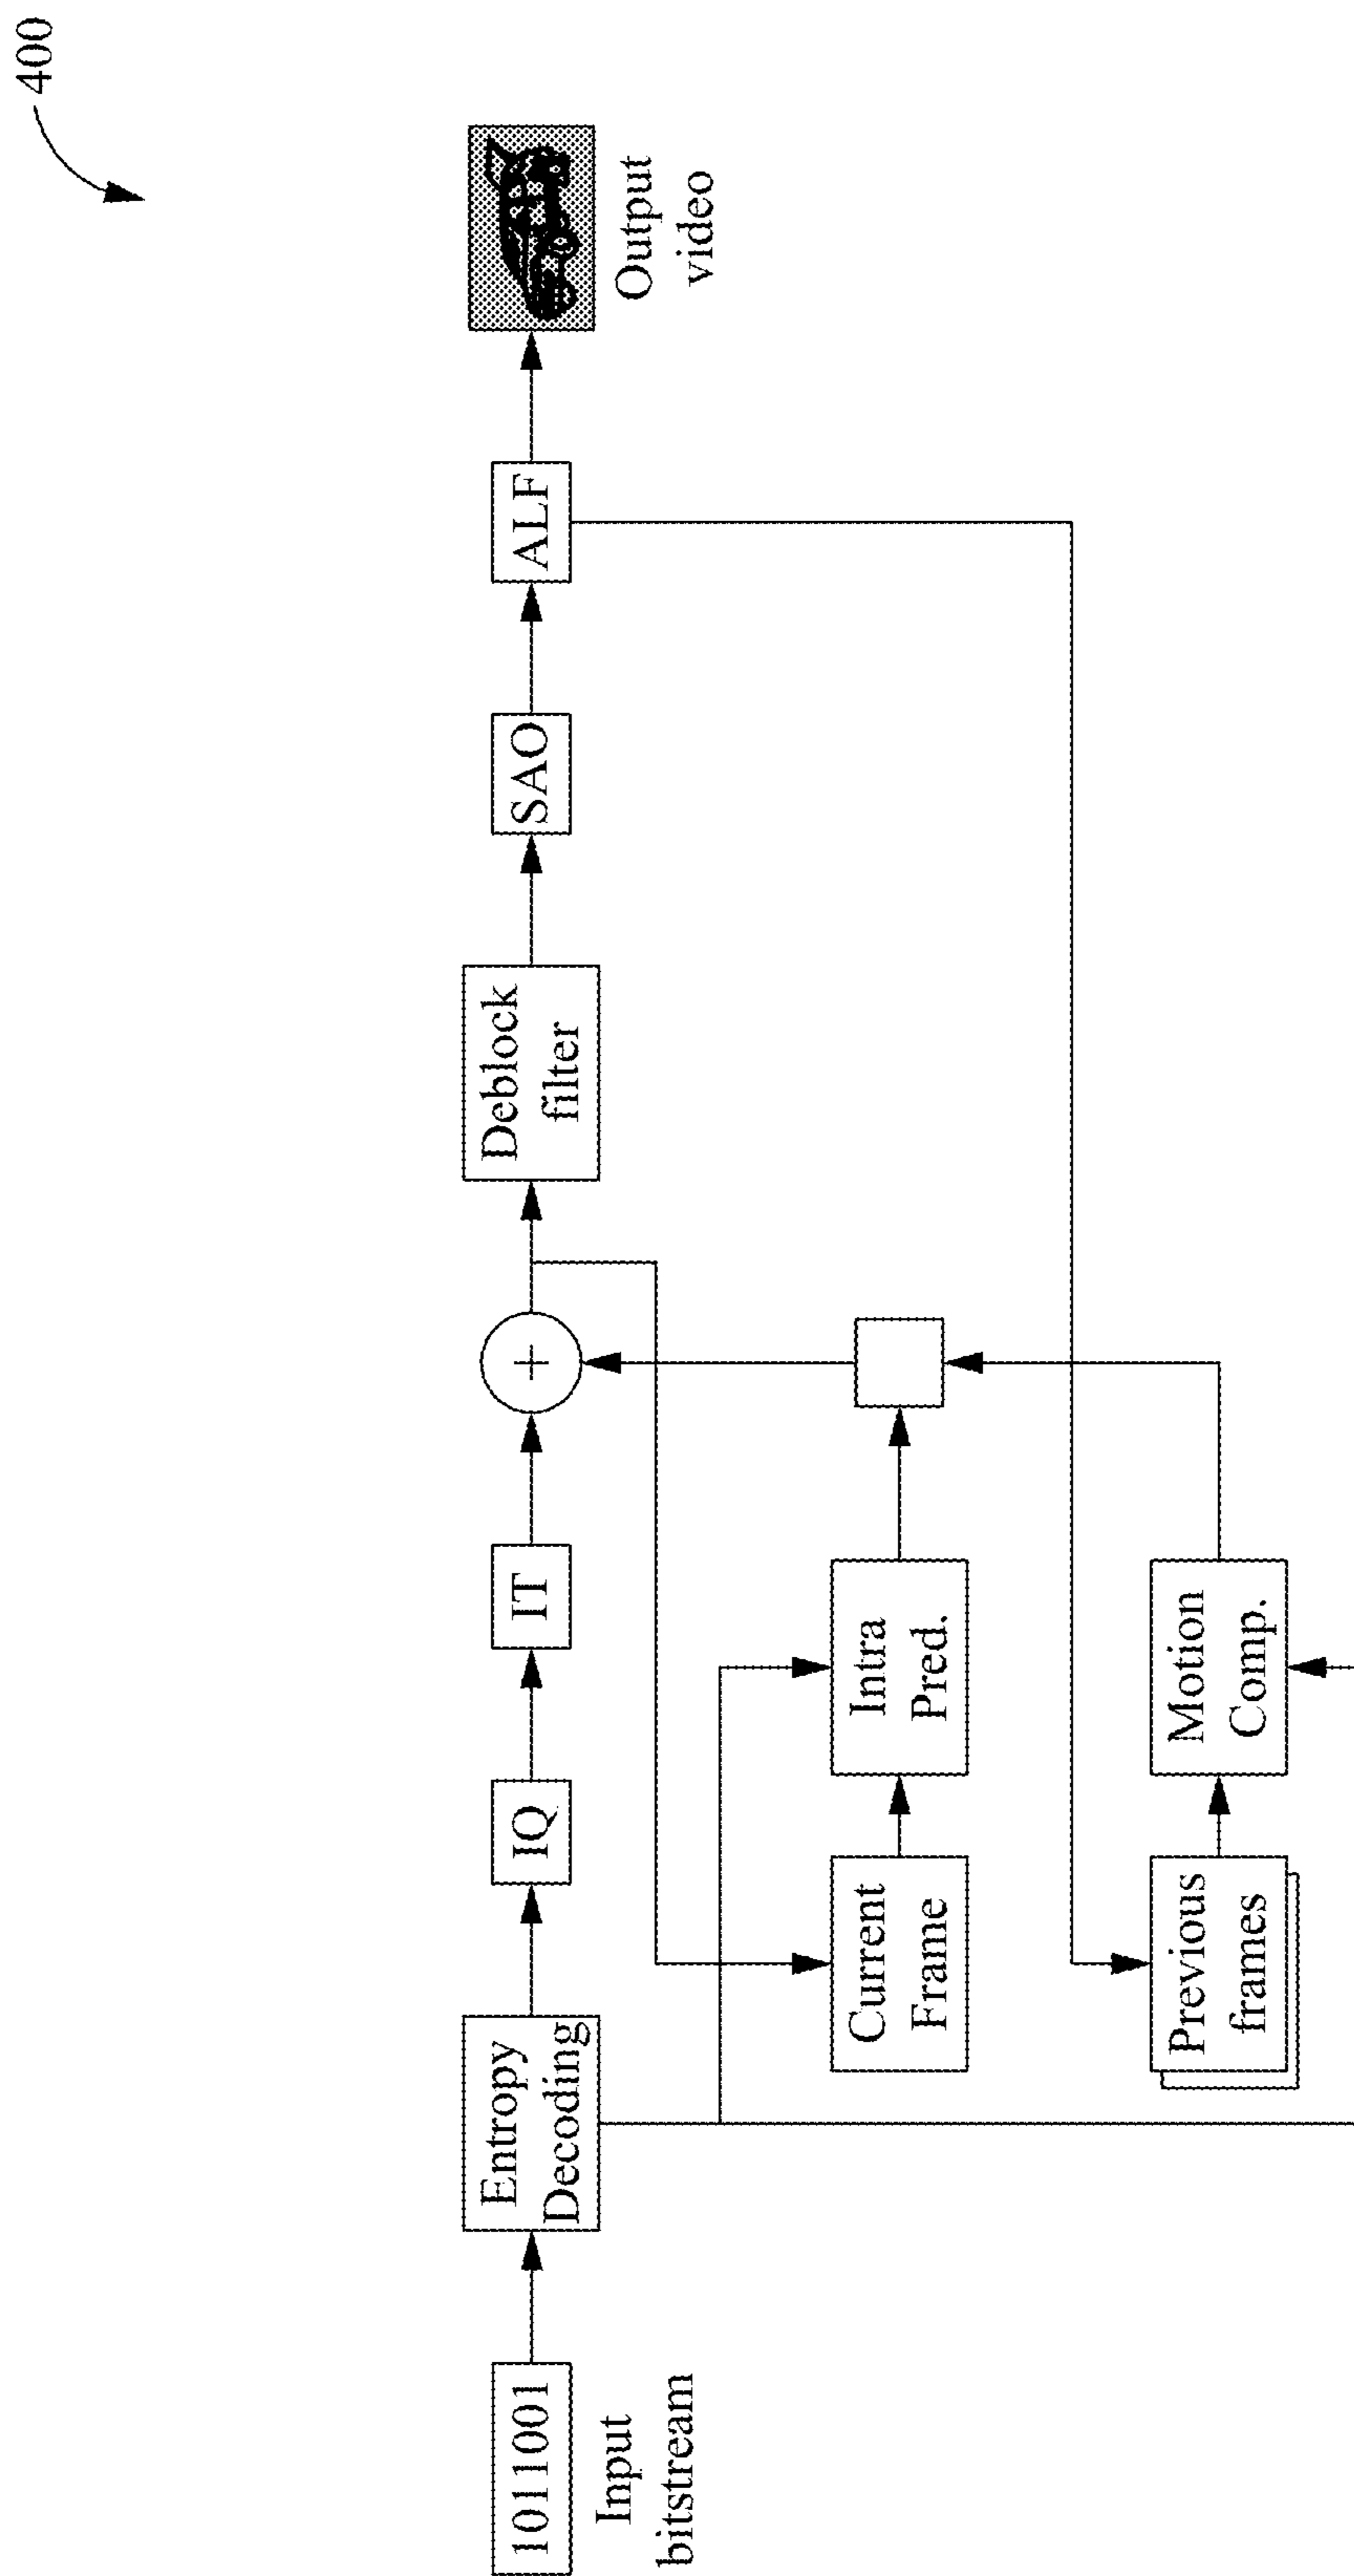 400
1011001
Input
bitstream
Entropy
Decoding
IQ
IT
+
Deblock
filter
SAO
ALF
Output
video
Current
Frame
Intra
Pred.
Previous
frames
Motion
Comp.